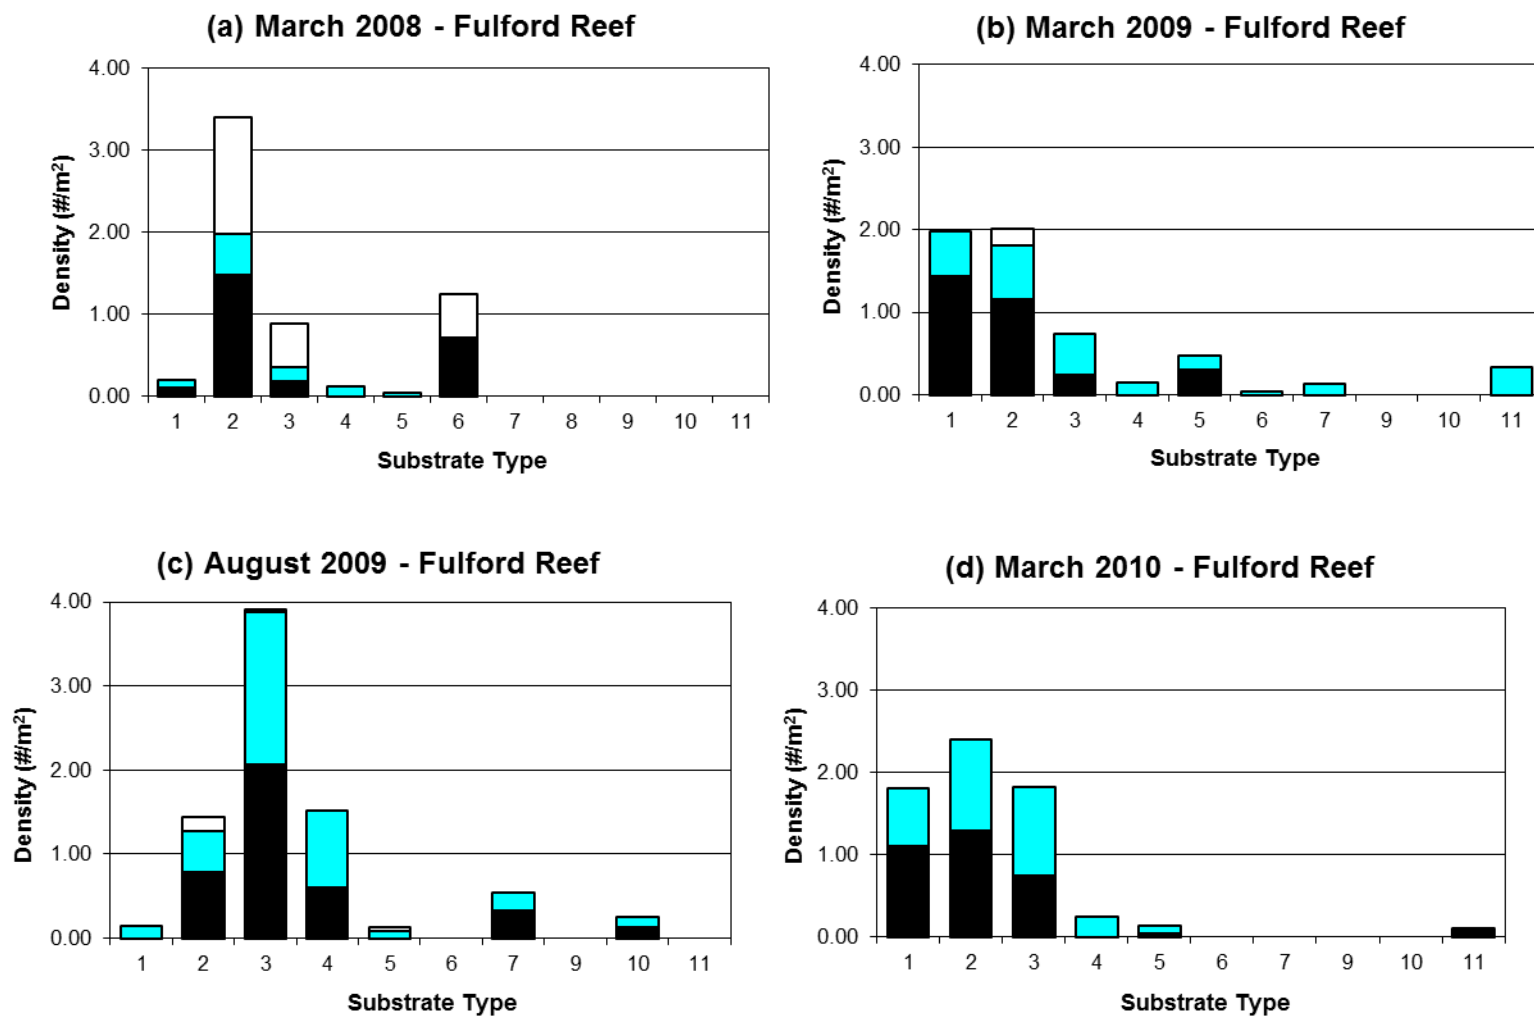 (a) March 2008 - Fulford Reef
4.00
3.00
2.00
1.00
0.00
Density (#/m²)
1 2 3 4 5 6 7 8 9 10 11
Substrate Type
(b) March 2009 - Fulford Reef
4.00
3.00
2.00
1.00
0.00
Density (#/m²)
1 2 3 4 5 6 7 9 10 11
Substrate Type
(c) August 2009 - Fulford Reef
4.00
3.00
2.00
1.00
0.00
Density (#/m²)
1 2 3 4 5 6 7 9 10 11
Substrate Type
(d) March 2010 - Fulford Reef
4.00
3.00
2.00
1.00
0.00
Density (#/m²)
1 2 3 4 5 6 7 9 10 11
Substrate Type